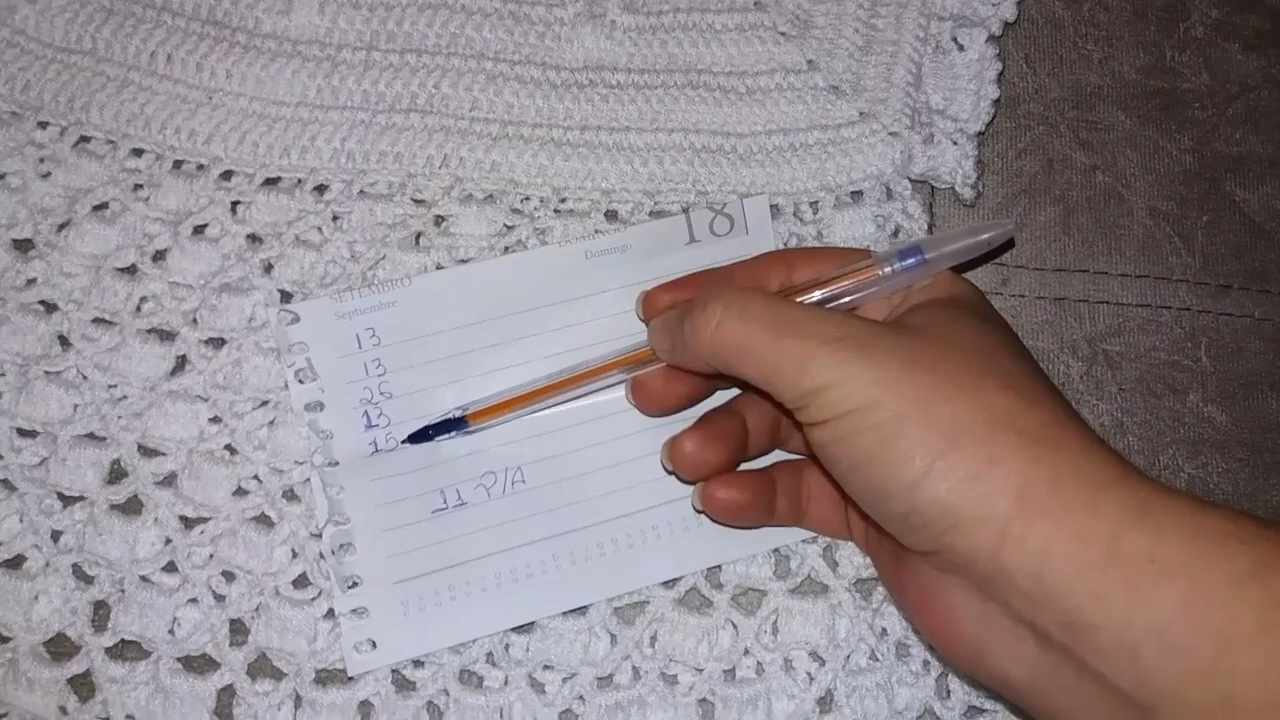 DOMINGO 18
Domingo
SETEMBRO
Septiembre
13
13
26
13
15
11 P/A